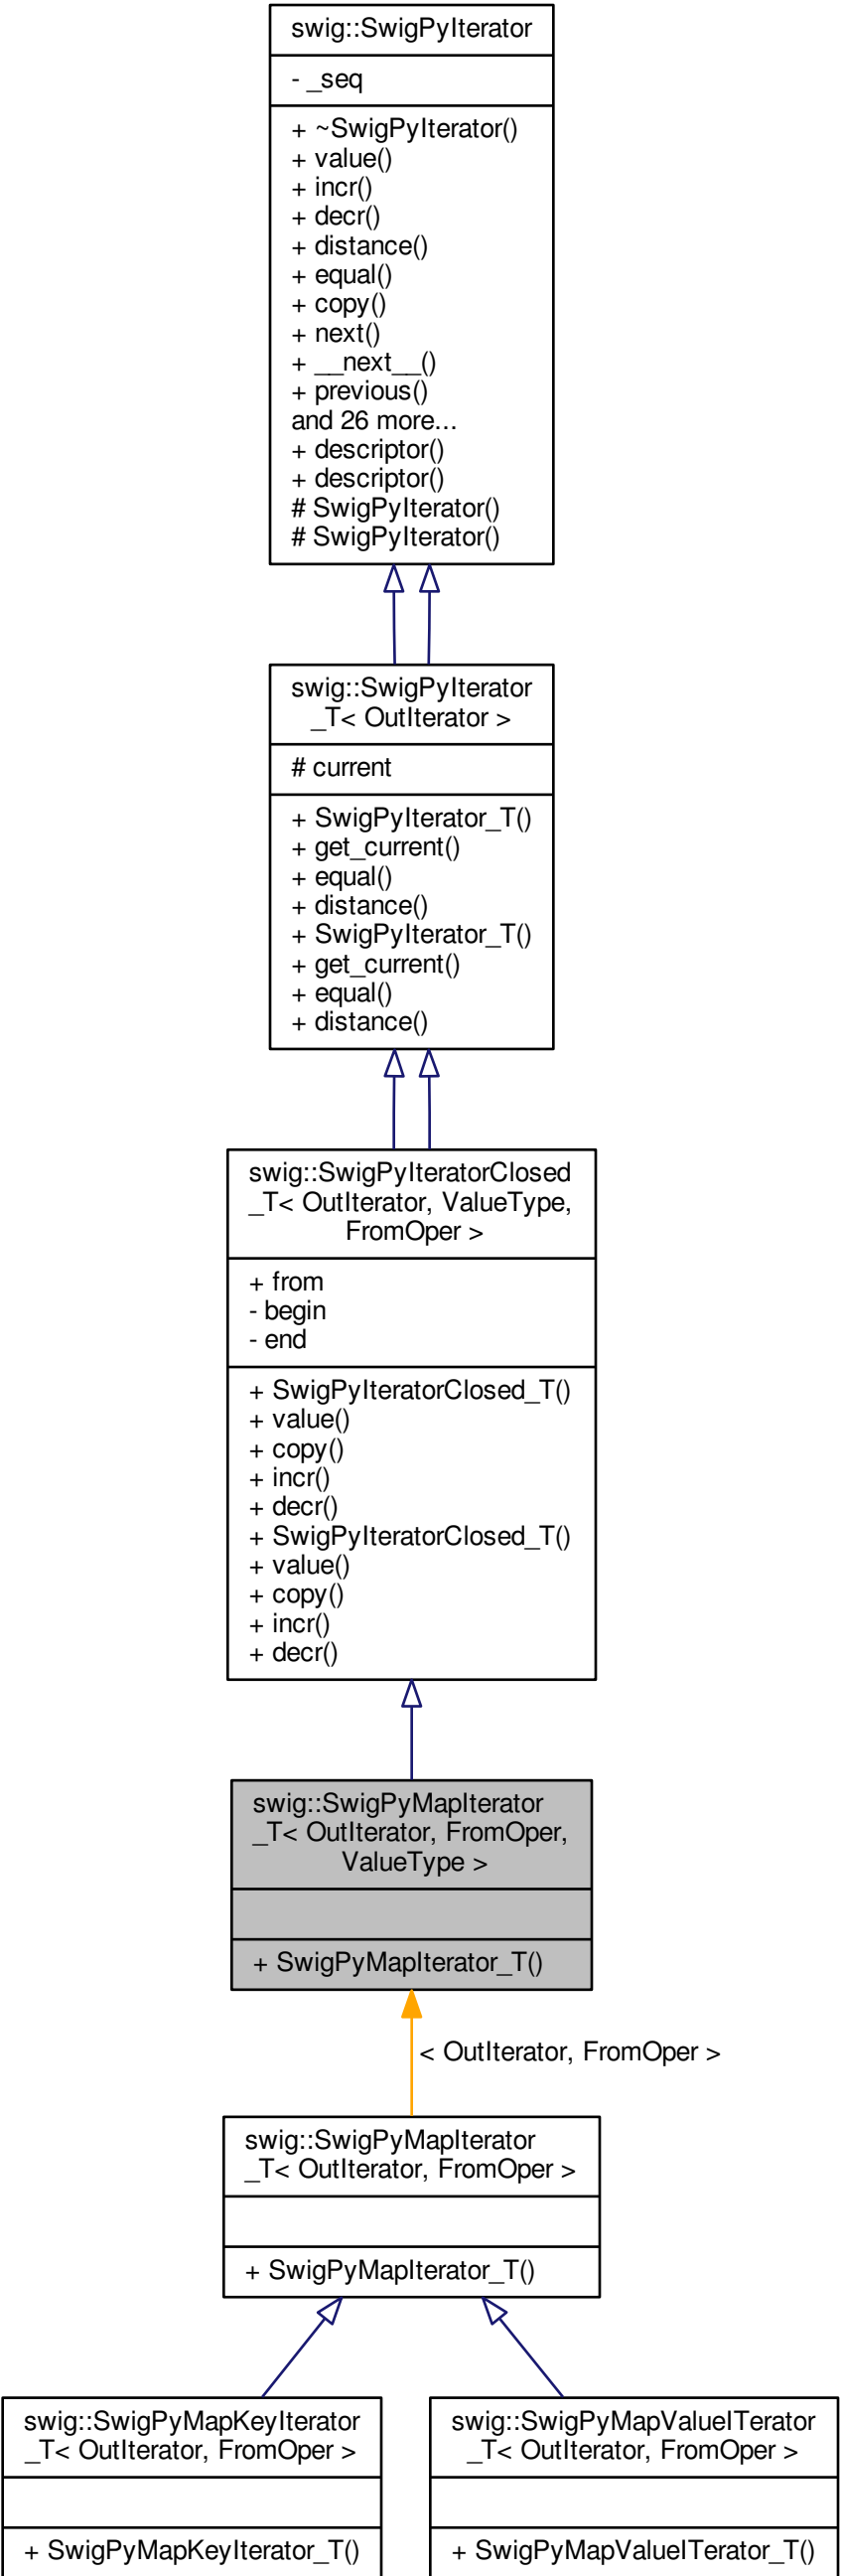 swig::SwigPyIterator
- _seq
+ ~SwigPyIterator()
+ value()
+ incr()
+ decr()
+ distance()
+ equal()
+ copy()
+ next()
+ __next__()
+ previous()
and 26 more...
+ descriptor()
+ descriptor()
# SwigPyIterator()
# SwigPyIterator()
swig::SwigPyIterator
_T< OutIterator >
# current
+ SwigPyIterator_T()
+ get_current()
+ equal()
+ distance()
+ SwigPyIterator_T()
+ get_current()
+ equal()
+ distance()
swig::SwigPyIteratorClosed
_T< OutIterator, ValueType,
FromOper >
+ from
- begin
- end
+ SwigPyIteratorClosed_T()
+ value()
+ copy()
+ incr()
+ decr()
+ SwigPyIteratorClosed_T()
+ value()
+ copy()
+ incr()
+ decr()
swig::SwigPyMapIterator
_T< OutIterator, FromOper,
ValueType >
+ SwigPyMapIterator_T()
< OutIterator, FromOper >
swig::SwigPyMapIterator
_T< OutIterator, FromOper >
+ SwigPyMapIterator_T()
swig::SwigPyMapKeyIterator
_T< OutIterator, FromOper >
+ SwigPyMapKeyIterator_T()
swig::SwigPyMapValueITerator
_T< OutIterator, FromOper >
+ SwigPyMapValueITerator_T()